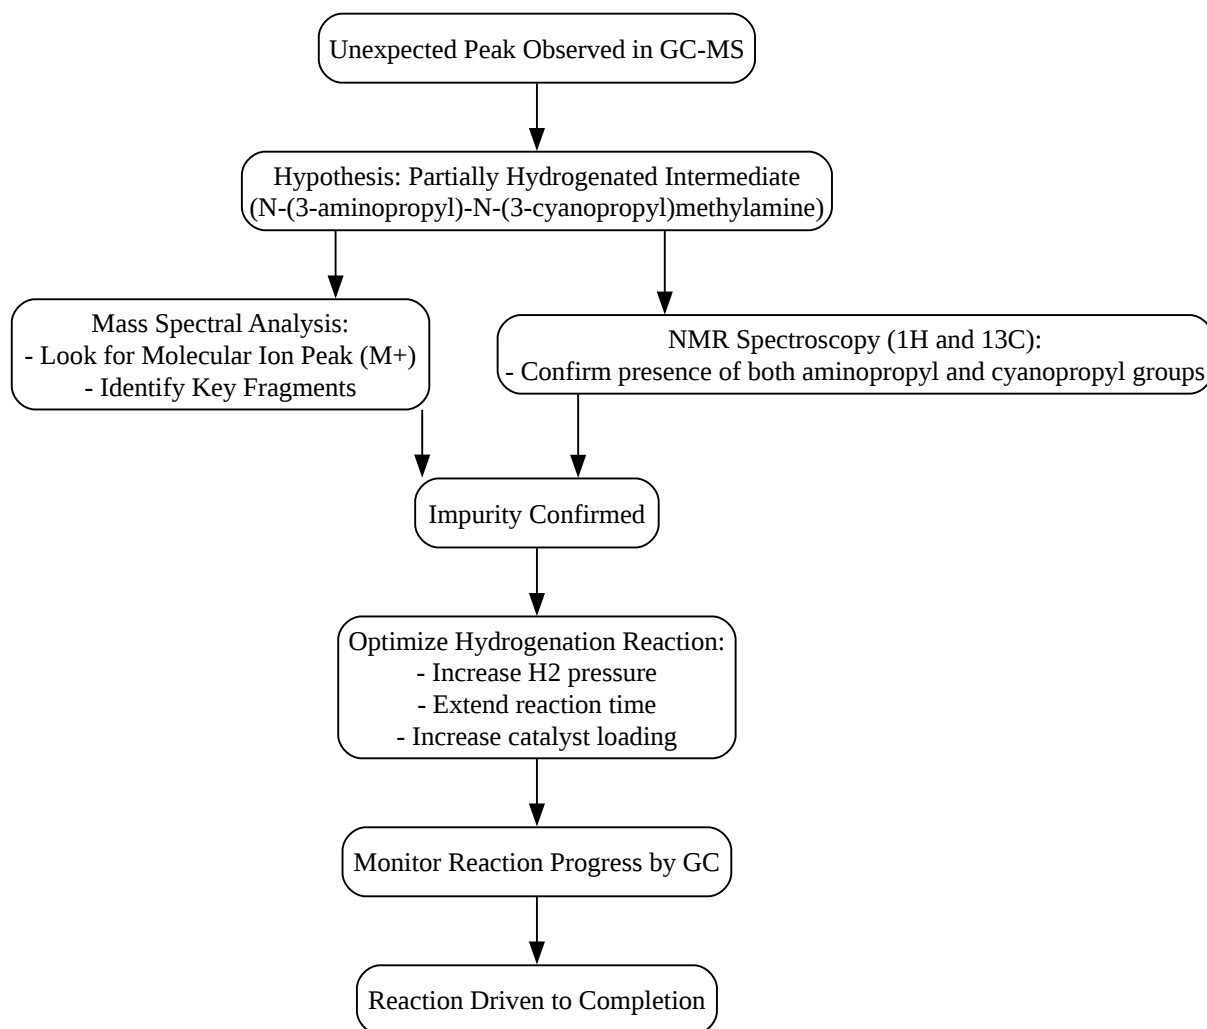 Unexpected Peak Observed in GC-MS
Hypothesis: Partially Hydrogenated Intermediate
(N-(3-aminopropyl)-N-(3-cyanopropyl)methylamine)
Mass Spectral Analysis:
- Look for Molecular Ion Peak (M+)
- Identify Key Fragments
NMR Spectroscopy (1H and 13C):
- Confirm presence of both aminopropyl and cyanopropyl groups
Impurity Confirmed
Optimize Hydrogenation Reaction:
- Increase H2 pressure
- Extend reaction time
- Increase catalyst loading
Monitor Reaction Progress by GC
Reaction Driven to Completion